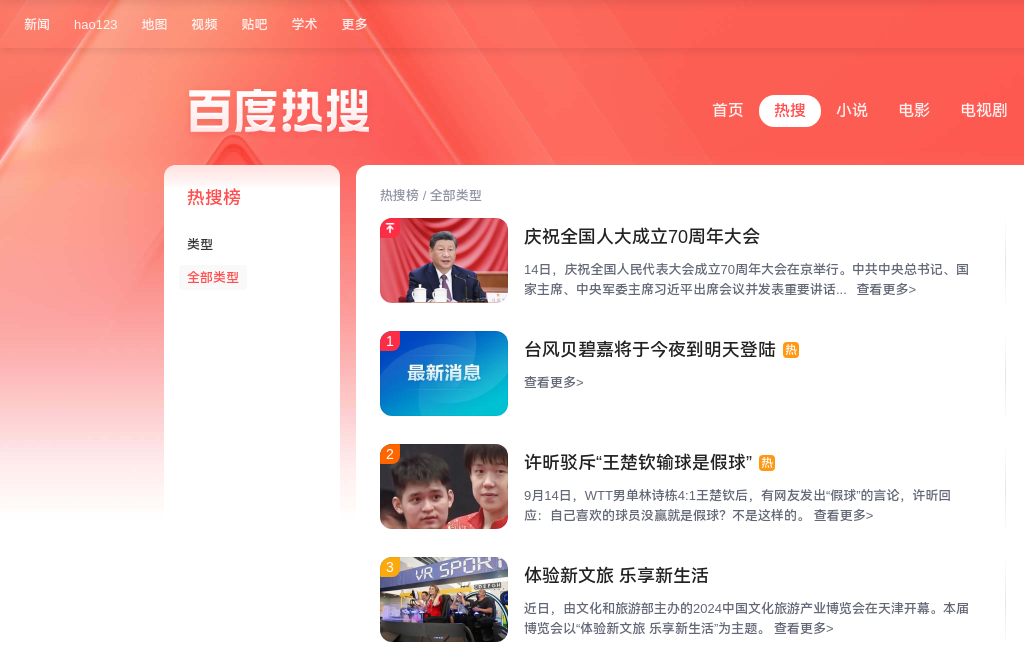 新闻 hao123 地图 视频 贴吧 学术 更多
百度热搜
首页 热搜 小说 电影 电视剧
热搜榜
类型
全部类型
热搜榜 / 全部类型
庆祝全国人大成立70周年大会
14日，庆祝全国人民代表大会成立70周年大会在京举行。中共中央总书记、国
家主席、中央军委主席习近平出席会议并发表重要讲话... 查看更多>
1
最新消息
台风贝碧嘉将于今夜到明天登陆 热
查看更多>
2
许昕驳斥“王楚钦输球是假球” 热
9月14日，WTT男单林诗栋4:1王楚钦后，有网友发出“假球”的言论，许昕回
应：自己喜欢的球员没赢就是假球？不是这样的。 查看更多>
3
VR SPORT
体验新文旅 乐享新生活
近日，由文化和旅游部主办的2024中国文化旅游产业博览会在天津开幕。本届
博览会以“体验新文旅 乐享新生活”为主题。 查看更多>